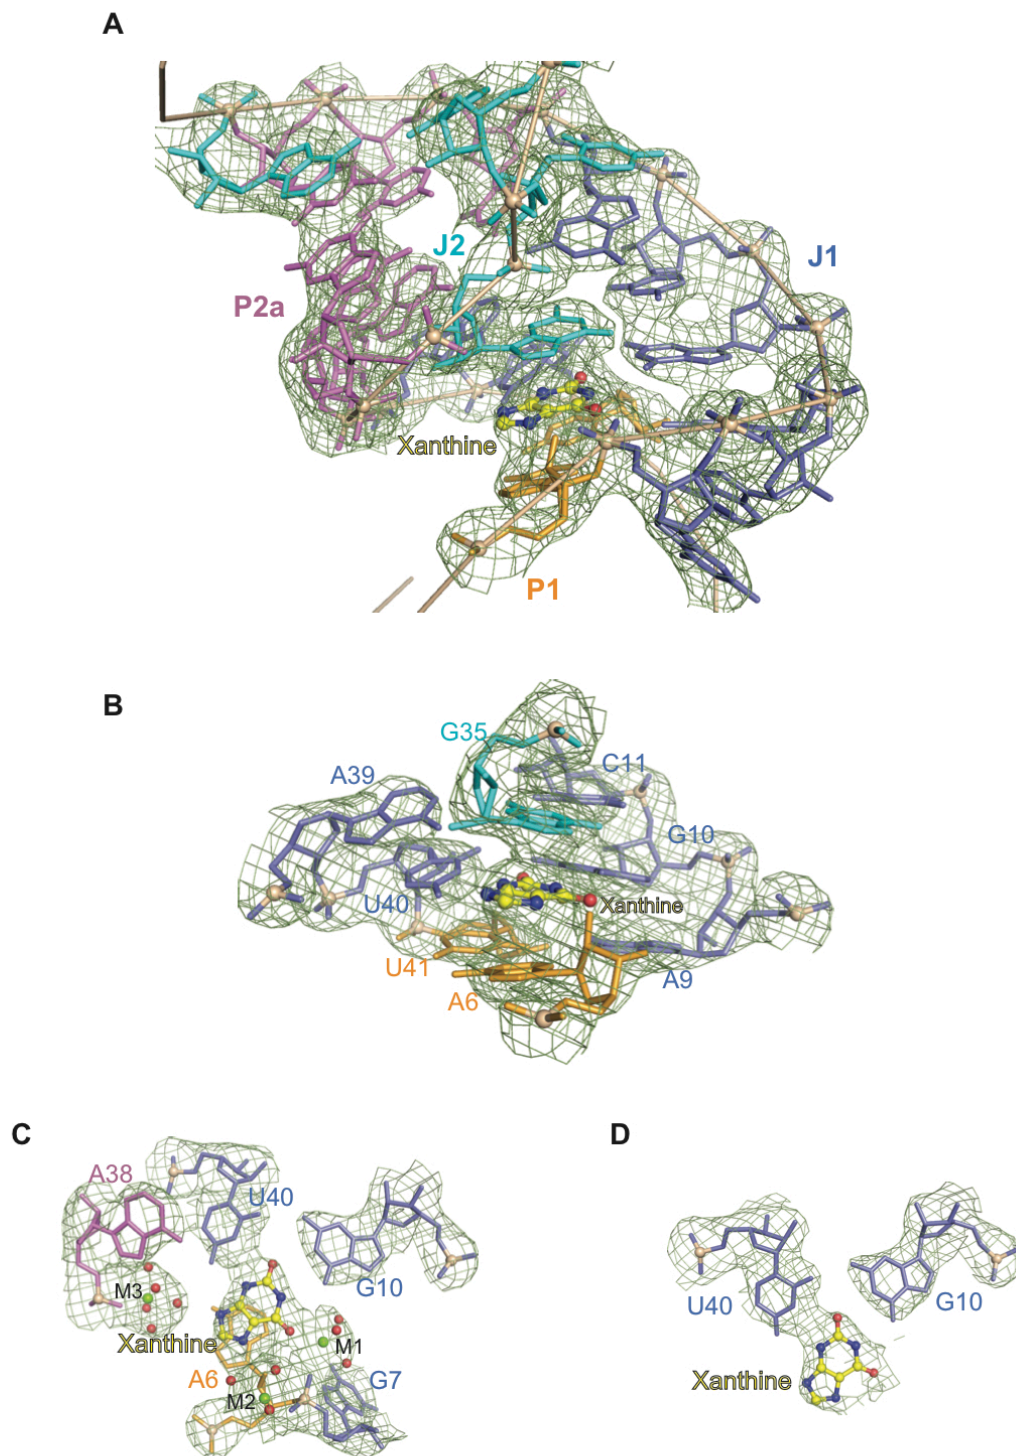 A
J2
J1
P2a
Xanthine
P1
B
G35
A39
C11
G10
U40
Xanthine
U41
A6
A9
C
D
A38
U40
G10
M3
Xanthine
M1
A6
G7
M2
U40
G10
Xanthine